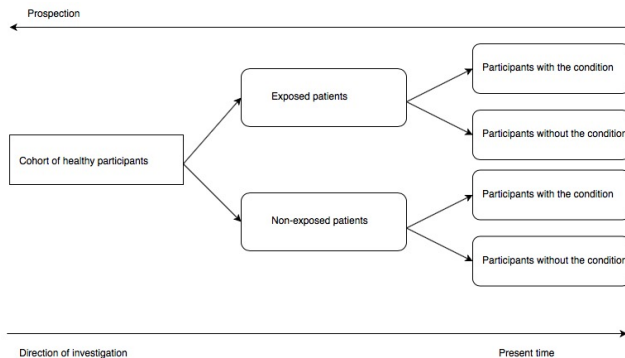 Prospection
Participants with the condition
Exposed patients
Participants without the condition
Cohort of healthy participants
Participants with the condition
Non-exposed patients
Participants without the condition
Direction of investigation
Present time